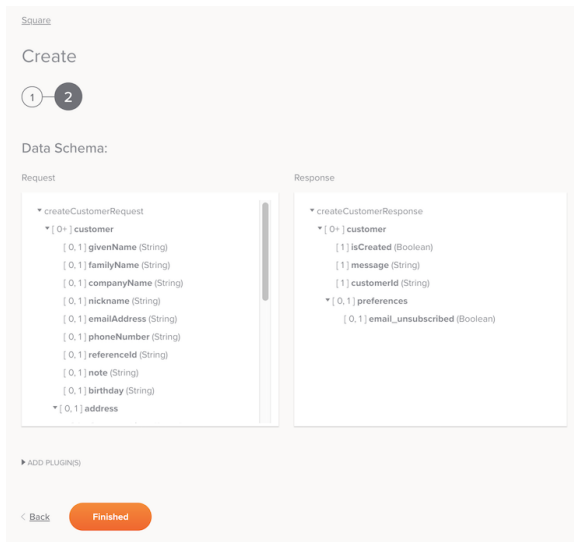 Square
Create
1 2
Data Schema:
Request
Response
createCustomerRequest
[ 0+ ] customer
[ 0, 1 ] givenName (String)
[ 0, 1 ] familyName (String)
[ 0, 1 ] companyName (String)
[ 0, 1 ] nickname (String)
[ 0, 1 ] emailAddress (String)
[ 0, 1 ] phoneNumber (String)
[ 0, 1 ] referenceId (String)
[ 0, 1 ] note (String)
[ 0, 1 ] birthday (String)
[ 0, 1 ] address
createCustomerResponse
[ 0+ ] customer
[ 1 ] isCreated (Boolean)
[ 1 ] message (String)
[ 1 ] customerId (String)
[ 0, 1 ] preferences
[ 0, 1 ] email_unsubscribed (Boolean)
ADD PLUGIN(S)
< Back
Finished